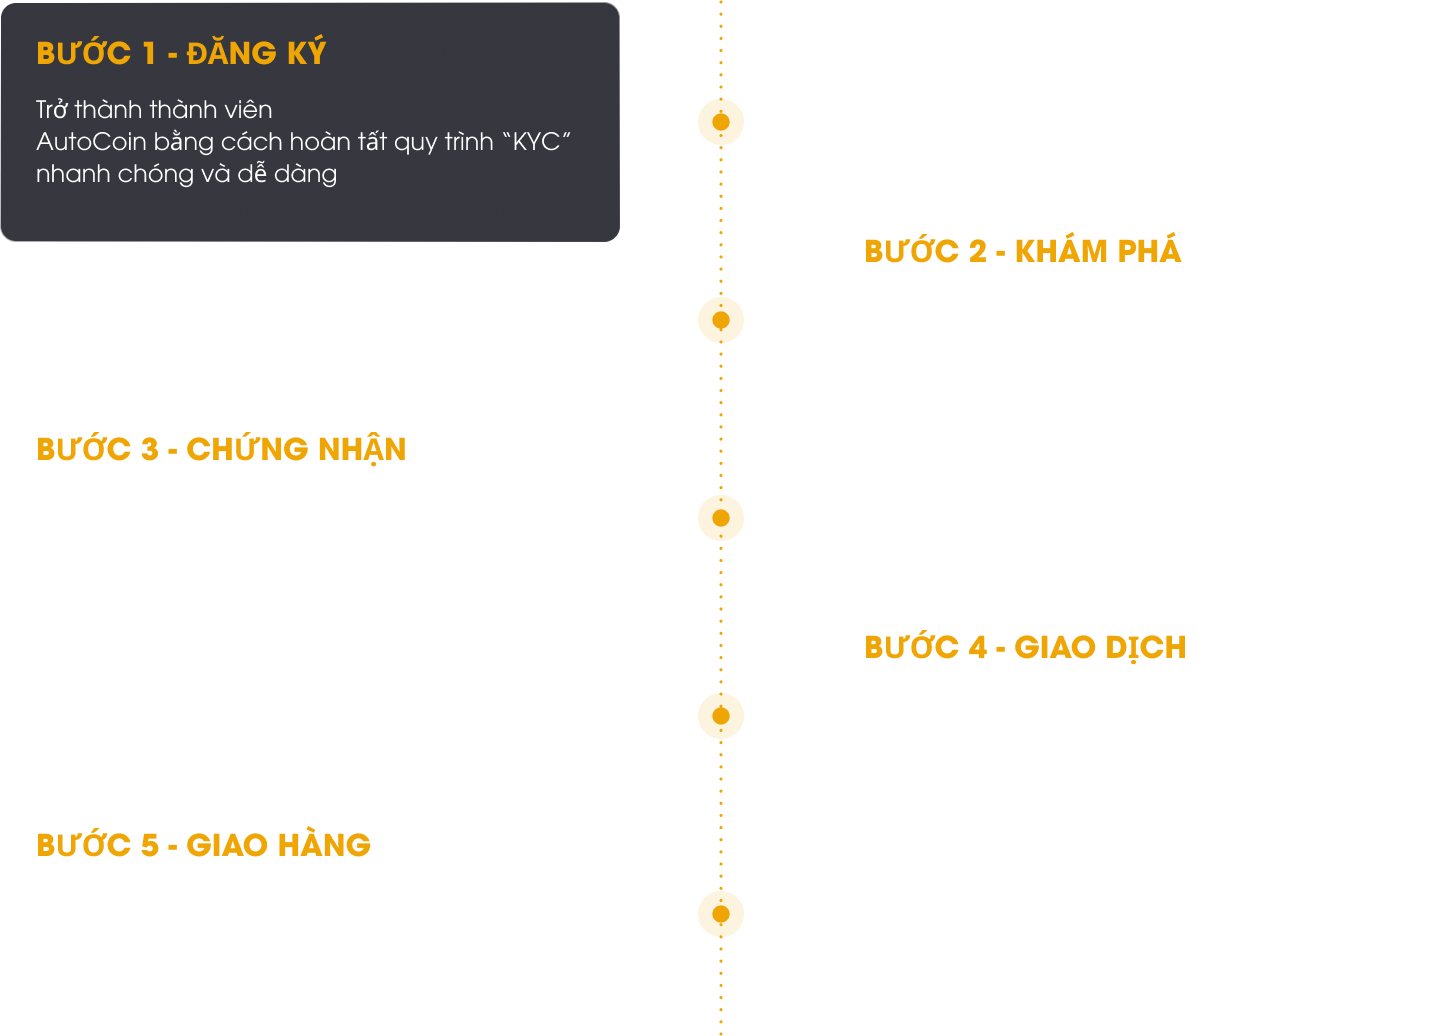 BƯỚC 1 - ĐĂNG KÝ
Trở thành thành viên
AutoCoin bằng cách hoàn tất quy trình “KYC”
nhanh chóng và dễ dàng
BƯỚC 2 - KHÁM PHÁ
BƯỚC 3 - CHỨNG NHẬN
BƯỚC 4 - GIAO DỊCH
BƯỚC 5 - GIAO HÀNG